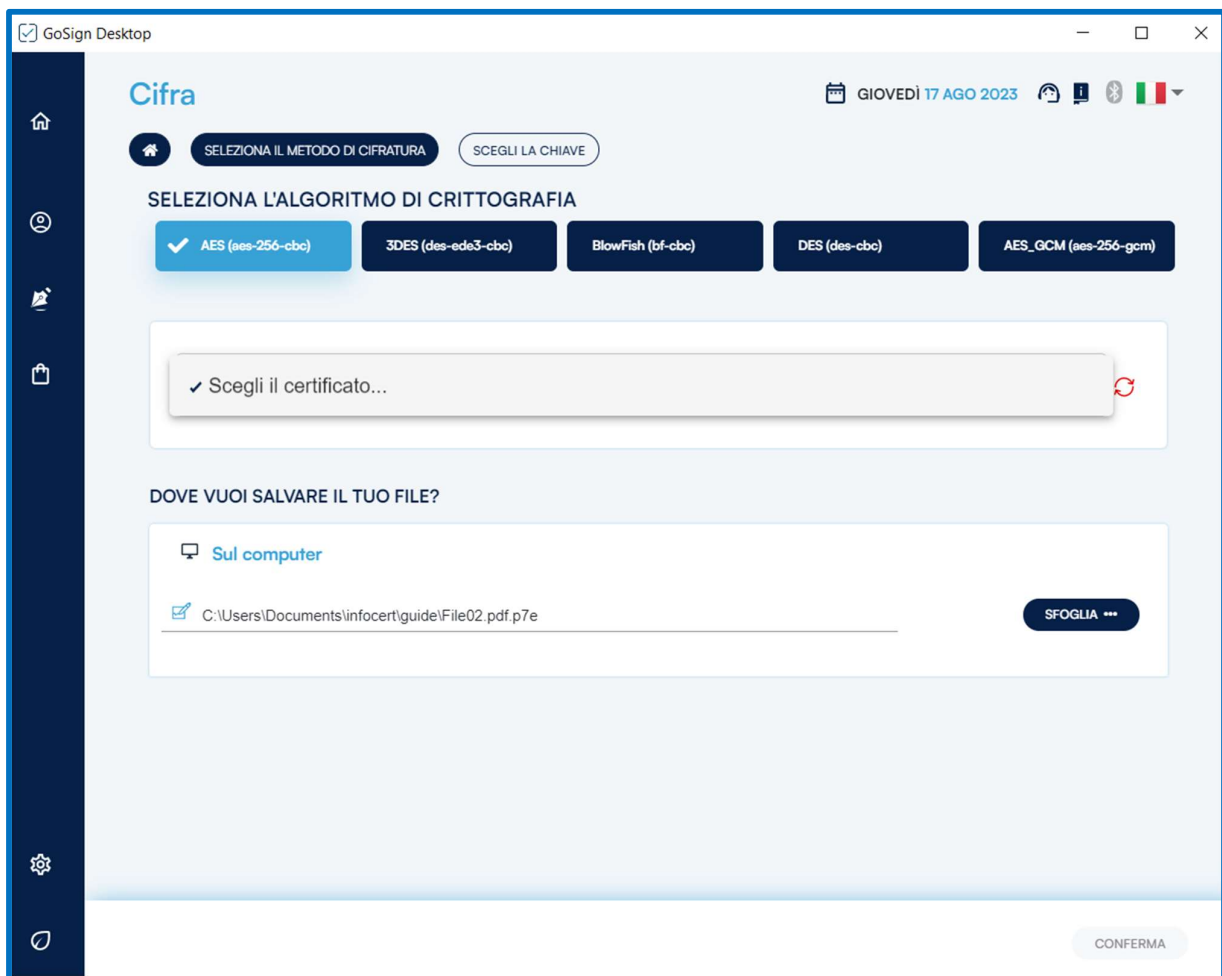 GoSign Desktop
Cifra
GIOVEDÌ 17 AGO 2023
SELEZIONA IL METODO DI CIFRATURA
SCEGLI LA CHIAVE
SELEZIONA L'ALGORITMO DI CRITTOGRAFIA
AES (aes-256-cbc)
3DES (des-ede3-cbc)
BlowFish (bf-cbc)
DES (des-cbc)
AES_GCM (aes-256-gcm)
Scegli il certificato...
DOVE VUOI SALVARE IL TUO FILE?
Sul computer
C:\Users\Documents\infocert\guide\File02.pdf.p7e
SFOGLIA •••
CONFERMA